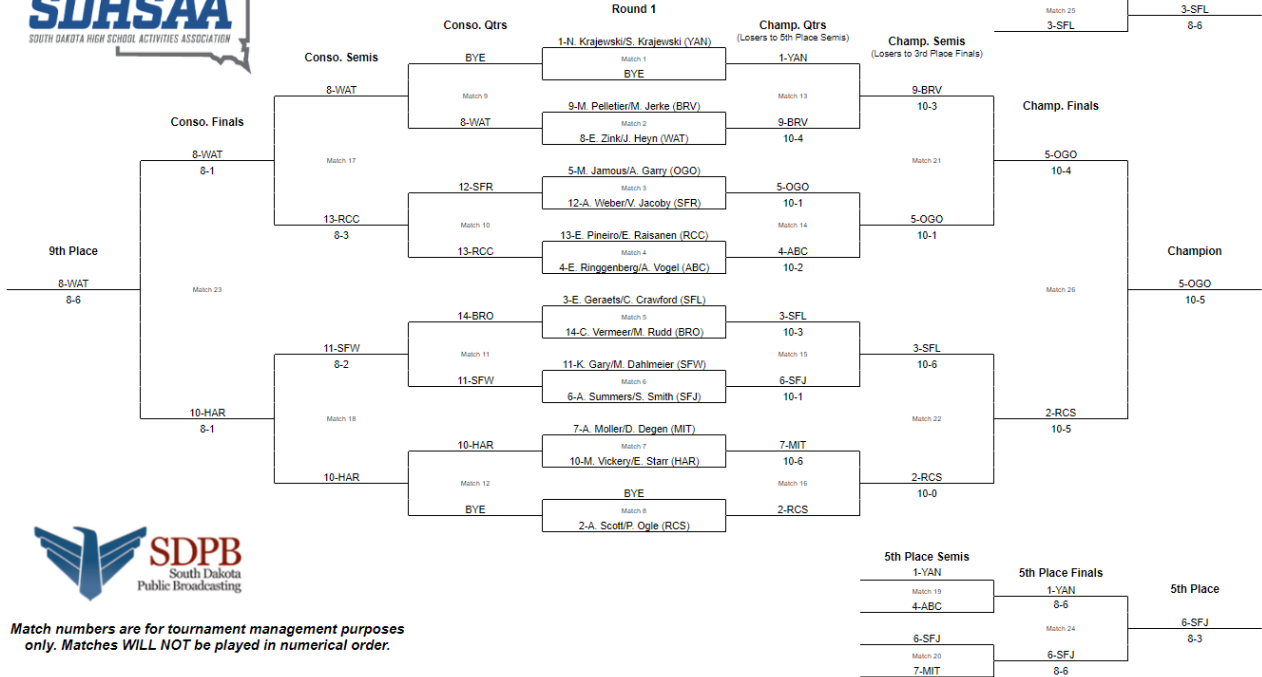 SDHSAA
SOUTH DAKOTA HIGH SCHOOL ACTIVITIES ASSOCIATION
Match 25
3-SFL
3-SFL
8-6
Conso. Finals
Conso. Semis
Conso. Qtrs
Round 1
Champ. Qtrs
(Losers to 5th Place Semis)
Champ. Semis
(Losers to 3rd Place Finals)
Champ. Finals
Champion
9th Place
1-N. Krajewski/S. Krajewski (YAN)
Match 1
BYE
9-M. Pelletier/M. Jerke (BRV)
Match 2
8-E. Zink/J. Heyn (WAT)
5-M. Jamous/A. Garry (OGO)
Match 3
12-A. Weber/V. Jacoby (SFR)
13-E. Pineiro/E. Raisanen (RCC)
Match 4
4-E. Ringgenberg/A. Vogel (ABC)
3-E. Geraets/C. Crawford (SFL)
Match 5
14-C. Vermeer/M. Rudd (BRO)
11-K. Gary/M. Dahlmeier (SFW)
Match 6
6-A. Summers/S. Smith (SFJ)
7-A. Moller/D. Degen (MIT)
Match 7
10-M. Vickery/E. Starr (HAR)
BYE
Match 8
2-A. Scott/P. Ogle (RCS)
BYE
Match 9
8-WAT
12-SFR
Match 10
13-RCC
14-BRO
Match 11
11-SFW
10-HAR
Match 12
BYE
8-WAT
Match 17
13-RCC
8-3
11-SFW
8-2
Match 18
10-HAR
8-WAT
8-1
Match 23
10-HAR
8-1
8-WAT
8-6
1-YAN
Match 13
9-BRV
10-4
5-OGO
10-1
Match 14
4-ABC
10-2
3-SFL
10-3
Match 15
6-SFJ
10-1
7-MIT
10-6
Match 16
2-RCS
9-BRV
10-3
Match 21
5-OGO
10-1
3-SFL
10-6
Match 22
2-RCS
10-0
5-OGO
10-4
Match 26
2-RCS
10-5
5-OGO
10-5
SDPB
South Dakota
Public Broadcasting
Match numbers are for tournament management purposes
only. Matches WILL NOT be played in numerical order.
5th Place Semis
1-YAN
Match 19
4-ABC
6-SFJ
Match 20
7-MIT
5th Place Finals
1-YAN
8-6
Match 24
6-SFJ
8-6
5th Place
6-SFJ
8-3